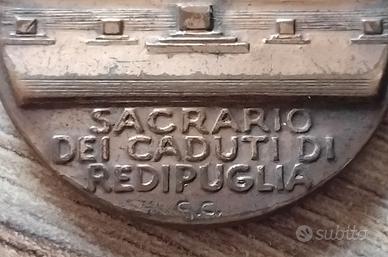 SACRARIO
DEI CADUTI DI
REDIPUGLIA
G.C.
subito